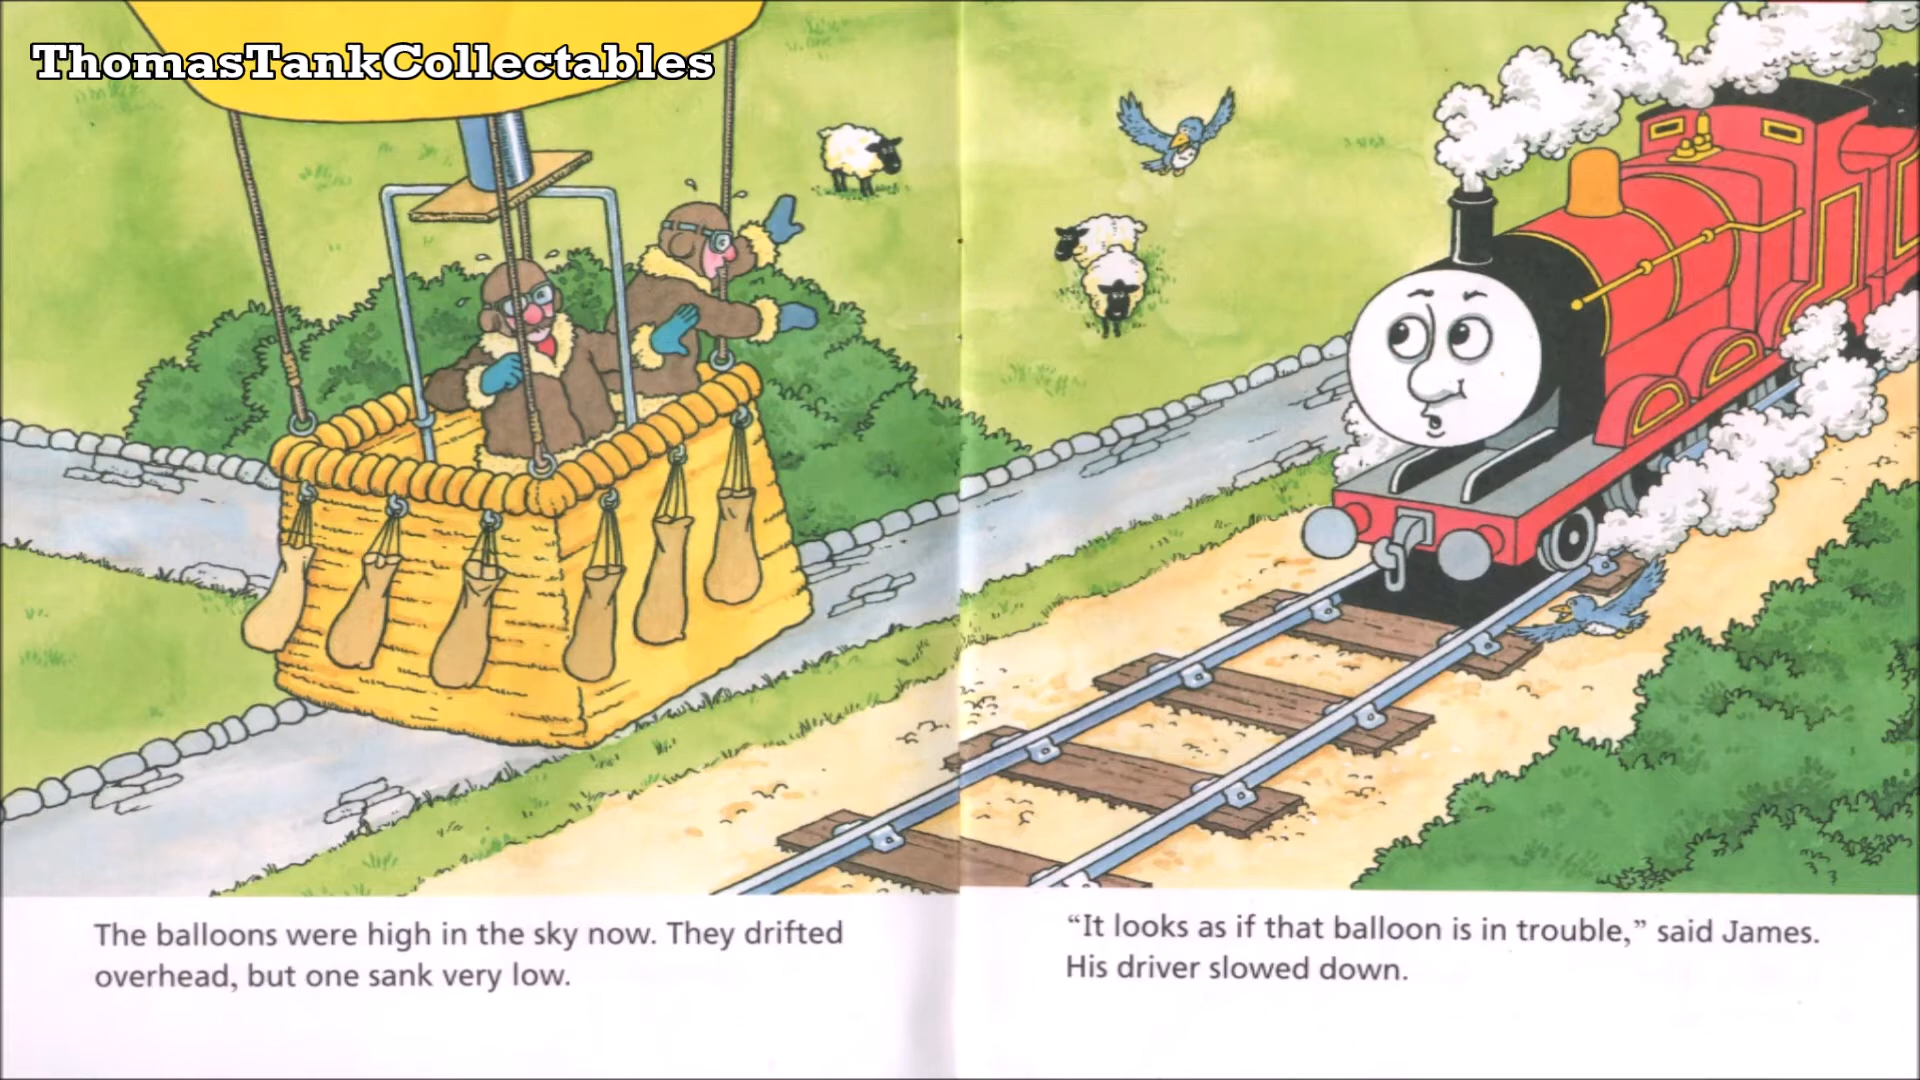 ThomasTankCollectables
The balloons were high in the sky now. They drifted
overhead, but one sank very low.
“It looks as if that balloon is in trouble,” said James.
His driver slowed down.